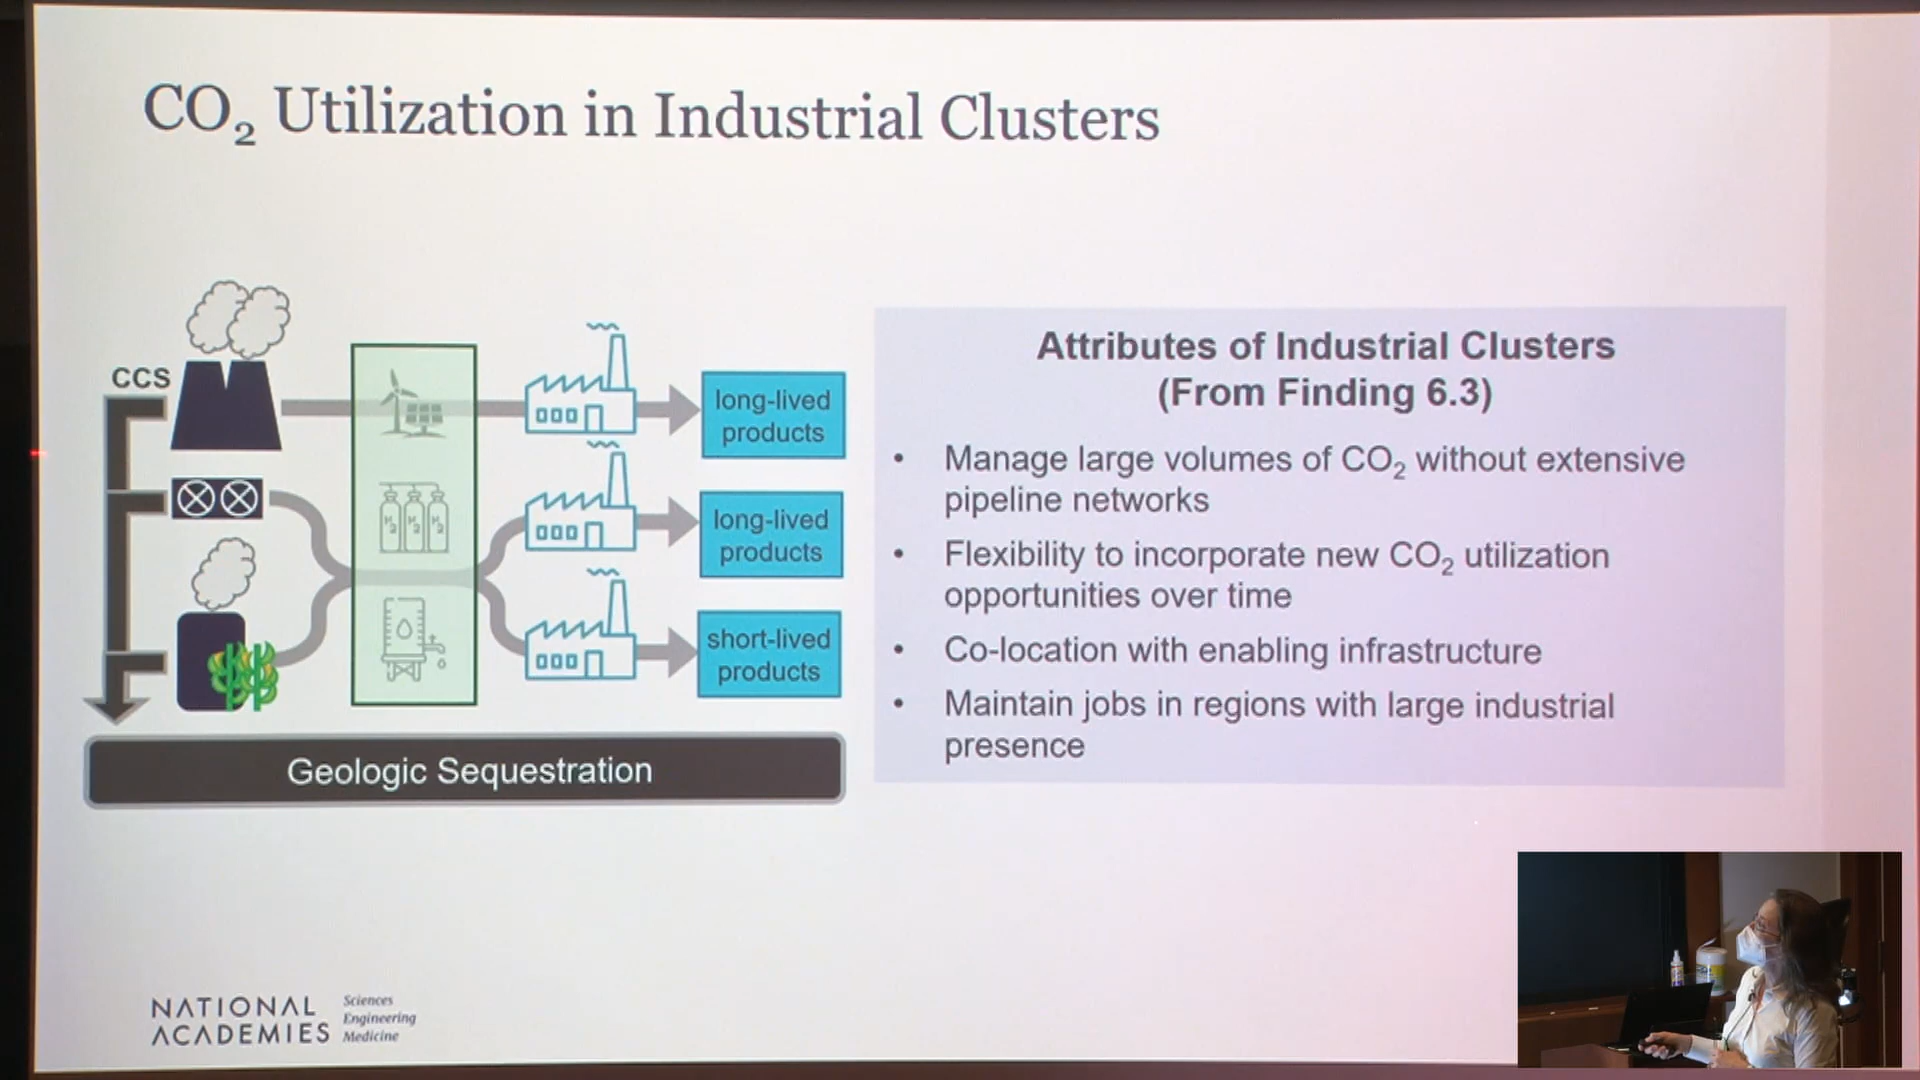 CO₂ Utilization in Industrial Clusters
CCS
long-lived
products
H₂ H₂ H₂
long-lived
products
short-lived
products
Geologic Sequestration
Attributes of Industrial Clusters
(From Finding 6.3)
• Manage large volumes of CO₂ without extensive
pipeline networks
• Flexibility to incorporate new CO₂ utilization
opportunities over time
• Co-location with enabling infrastructure
• Maintain jobs in regions with large industrial
presence
NATIONAL
ACADEMIES
Sciences
Engineering
Medicine